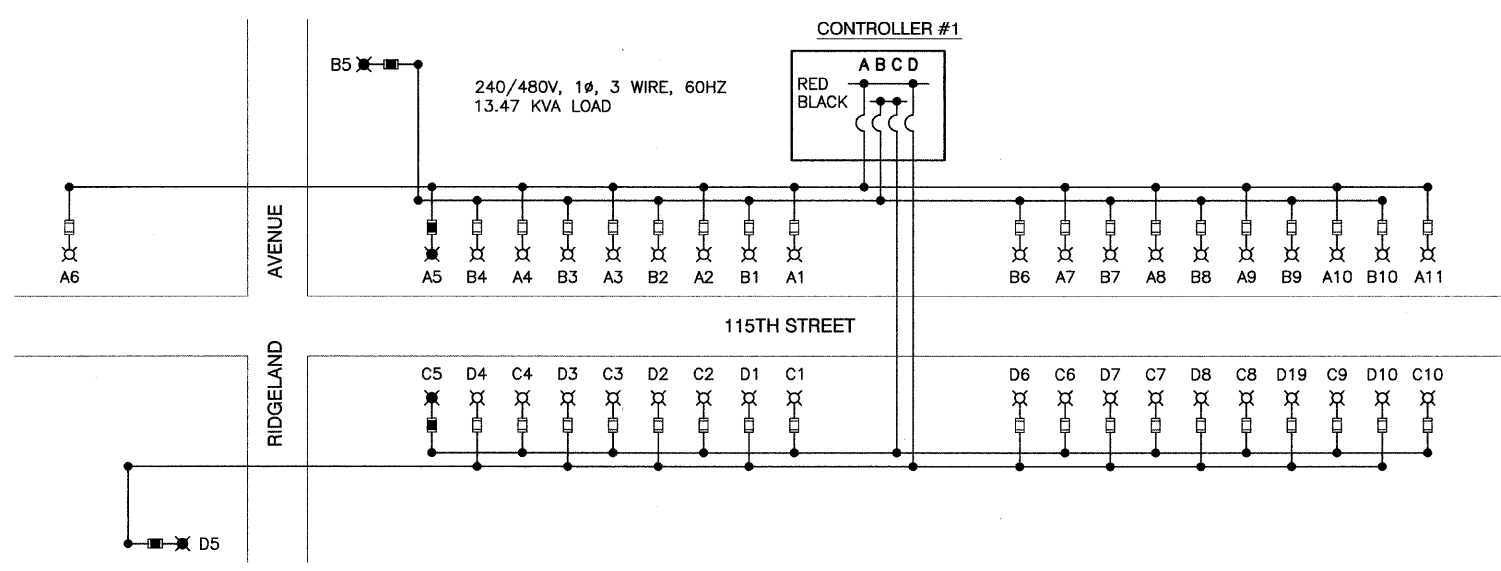 CONTROLLER #1
B5
240/480V, 1ø, 3 WIRE, 60HZ
13.47 KVA LOAD
A B C D
RED
BLACK
AVENUE
A6
A5 B4 A4 B3 A3 B2 A2 B1 A1
B6 A7 B7 A8 B8 A9 B9 A10 B10 A11
115TH STREET
RIDGELAND
C5 D4 C4 D3 C3 D2 C2 D1 C1
D6 C6 D7 C7 D8 C8 D19 C9 D10 C10
D5